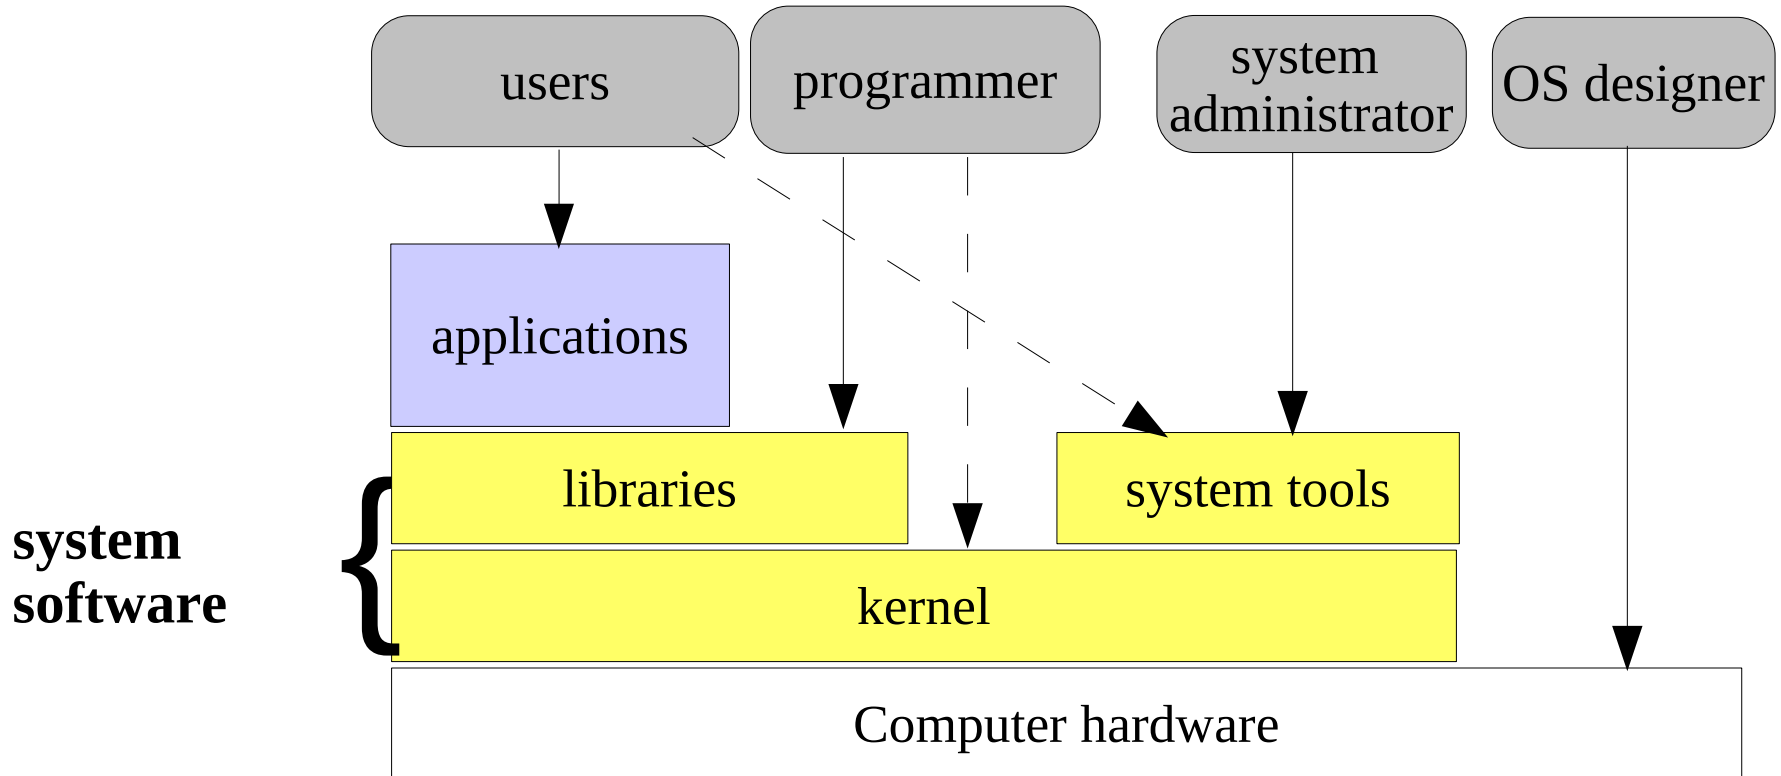 users
programmer
system
administrator
OS designer
applications
libraries
system tools
system
software
{
kernel
Computer hardware